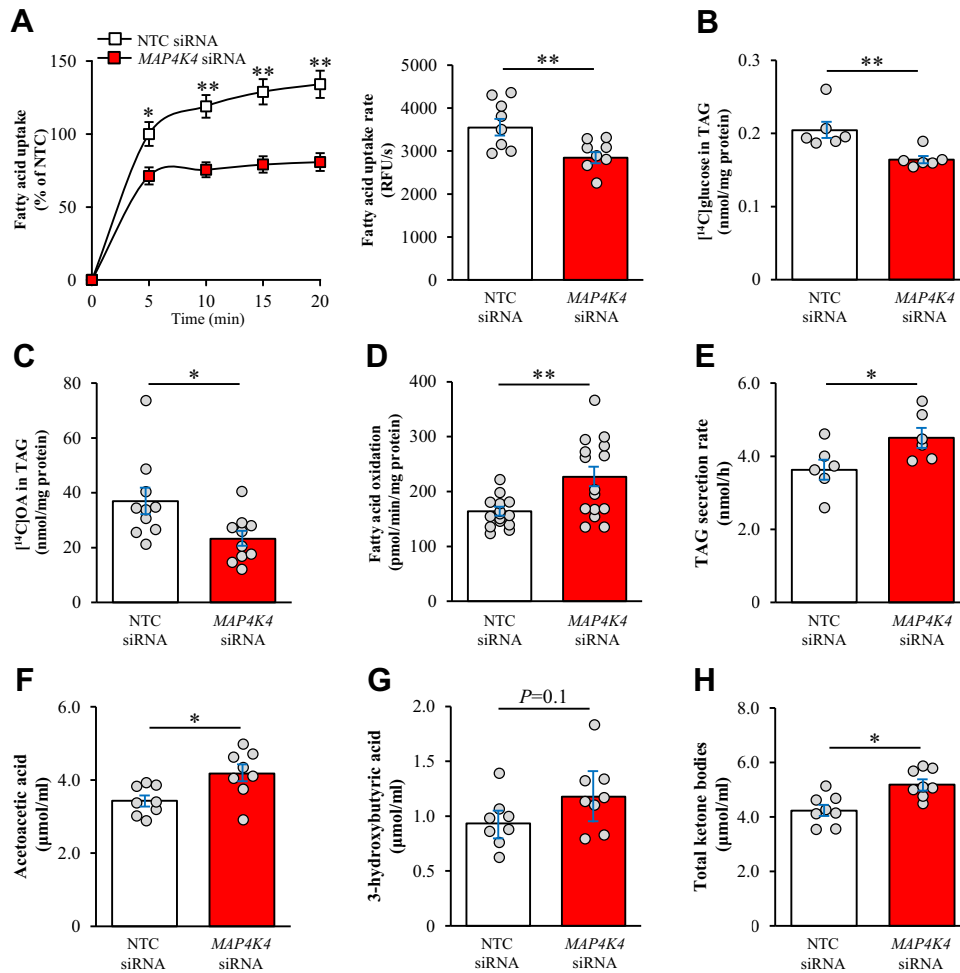 A
NTC siRNA
MAP4K4 siRNA
Fatty acid uptake
(% of NTC)
150
100
50
0
*
**
**
**
0
5
10
15
20
Time (min)
Fatty acid uptake rate
(RFU/s)
5000
4000
3000
2000
1000
0
**
NTC
siRNA
MAP4K4
siRNA
B
[¹⁴C]glucose in TAG
(nmol/mg protein)
0.3
0.2
0.1
0
**
NTC
siRNA
MAP4K4
siRNA
C
[¹⁴C]OA in TAG
(nmol/mg protein)
80
60
40
20
0
*
NTC
siRNA
MAP4K4
siRNA
D
Fatty acid oxidation
(pmol/min/mg protein)
400
300
200
100
0
**
NTC
siRNA
MAP4K4
siRNA
E
TAG secretion rate
(nmol/h)
6.0
4.0
2.0
0
*
NTC
siRNA
MAP4K4
siRNA
F
Acetoacetic acid
(µmol/ml)
6.0
4.0
2.0
0
*
NTC
siRNA
MAP4K4
siRNA
G
3-hydroxybutyric acid
(µmol/ml)
2.0
1.5
1.0
0.5
0
P=0.1
NTC
siRNA
MAP4K4
siRNA
H
Total ketone bodies
(µmol/ml)
8.0
6.0
4.0
2.0
0
*
NTC
siRNA
MAP4K4
siRNA